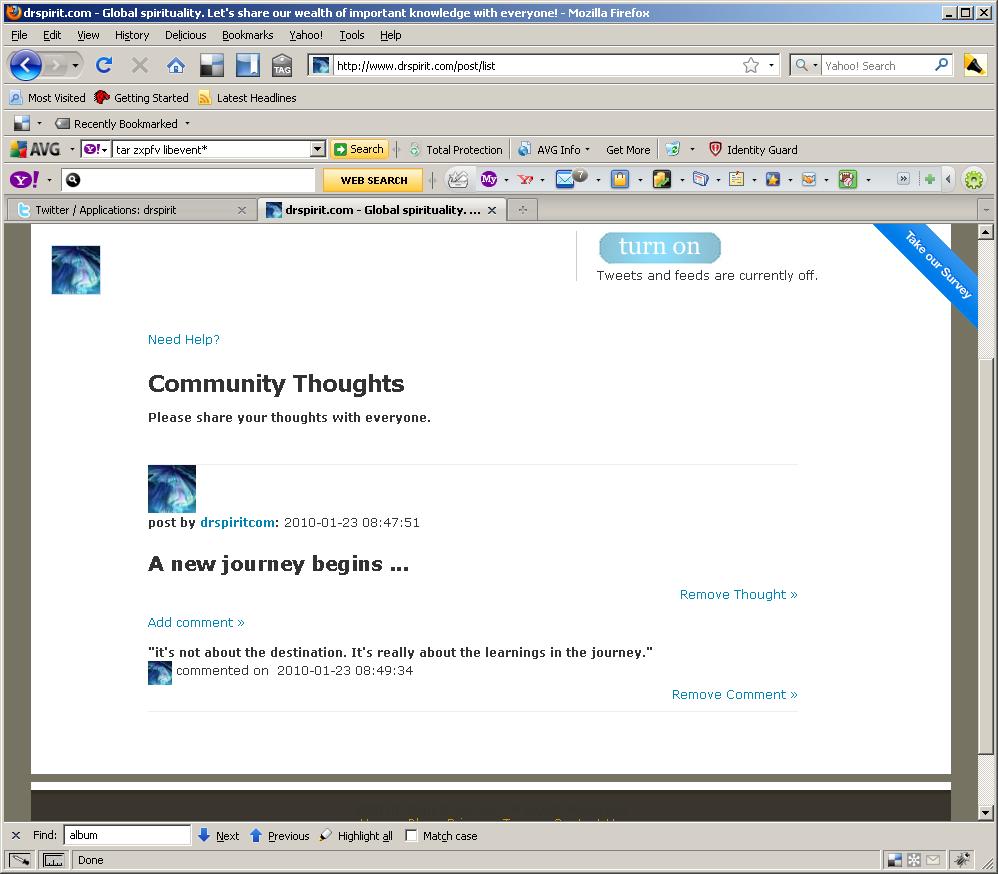 drspirit.com - Global spirituality. Let's share our wealth of important knowledge with everyone! - Mozilla Firefox
File Edit View History Delicious Bookmarks Yahoo! Tools Help
TAG http://www.drspirit.com/post/list Yahoo! Search
Most Visited Getting Started Latest Headlines
Recently Bookmarked
AVG Y! tar zxpfv libevent* Search Total Protection AVG Info Get More Identity Guard
Y! WEB SEARCH My Y! 7
Twitter / Applications: drspirit drspirit.com - Global spirituality. ...
turn on
Tweets and feeds are currently off.
Take our Survey
Need Help?
Community Thoughts
Please share your thoughts with everyone.
post by drspiritcom: 2010-01-23 08:47:51
A new journey begins ...
Remove Thought »
Add comment »
"it's not about the destination. It's really about the learnings in the journey."
commented on 2010-01-23 08:49:34
Remove Comment »
Find: album Next Previous Highlight all Match case
Done